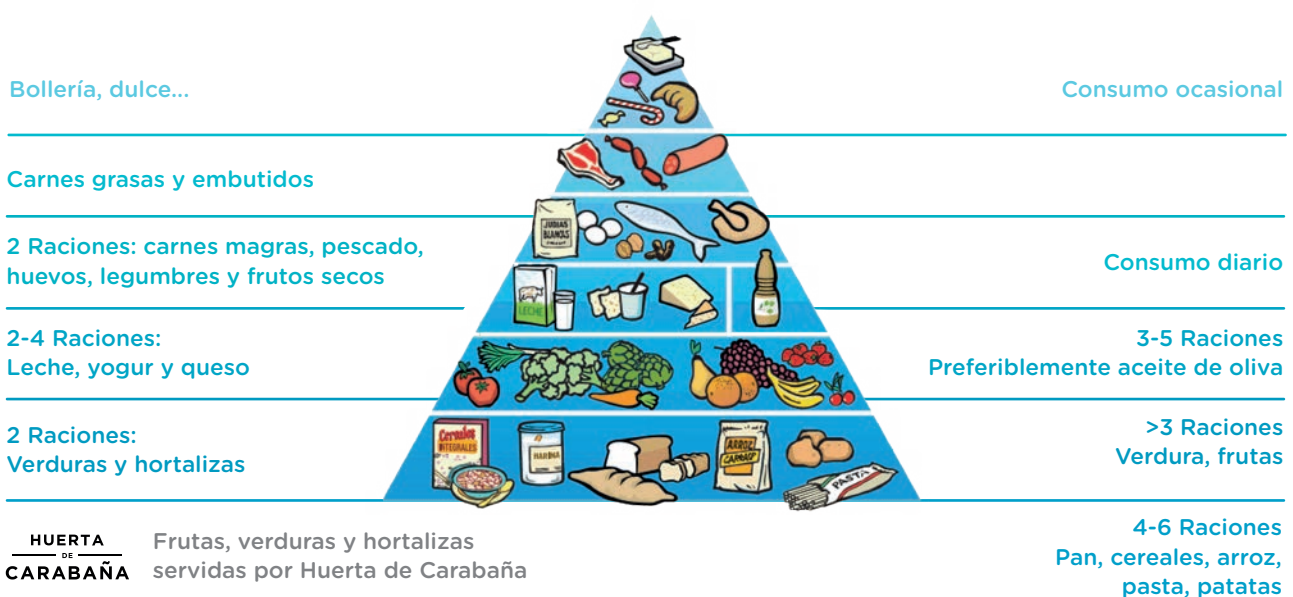 Bollería, dulce...
Consumo ocasional
Carnes grasas y embutidos
2 Raciones: carnes magras, pescado,
huevos, legumbres y frutos secos
Consumo diario
JUDIAS
BLANCAS
LECHE
2-4 Raciones:
Leche, yogur y queso
3-5 Raciones
Preferiblemente aceite de oliva
2 Raciones:
Verduras y hortalizas
>3 Raciones
Verdura, frutas
Cereales
INTEGRALES
HARINA
ARROZ
PASTA
4-6 Raciones
Pan, cereales, arroz,
pasta, patatas
HUERTA
DE
CARABAÑA
Frutas, verduras y hortalizas
servidas por Huerta de Carabaña